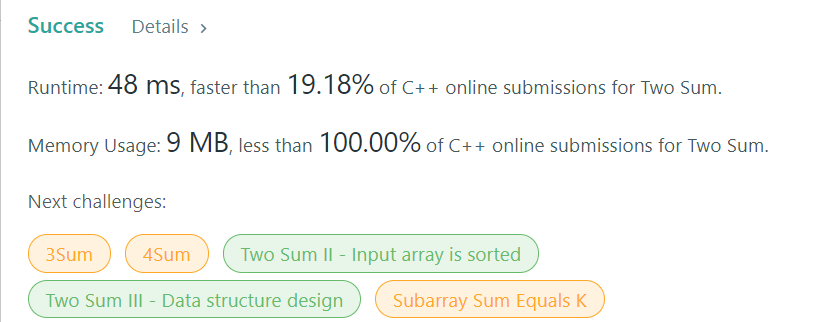 Success Details >
Runtime: 48 ms, faster than 19.18% of C++ online submissions for Two Sum.
Memory Usage: 9 MB, less than 100.00% of C++ online submissions for Two Sum.
Next challenges:
3Sum 4Sum Two Sum II - Input array is sorted
Two Sum III - Data structure design Subarray Sum Equals K